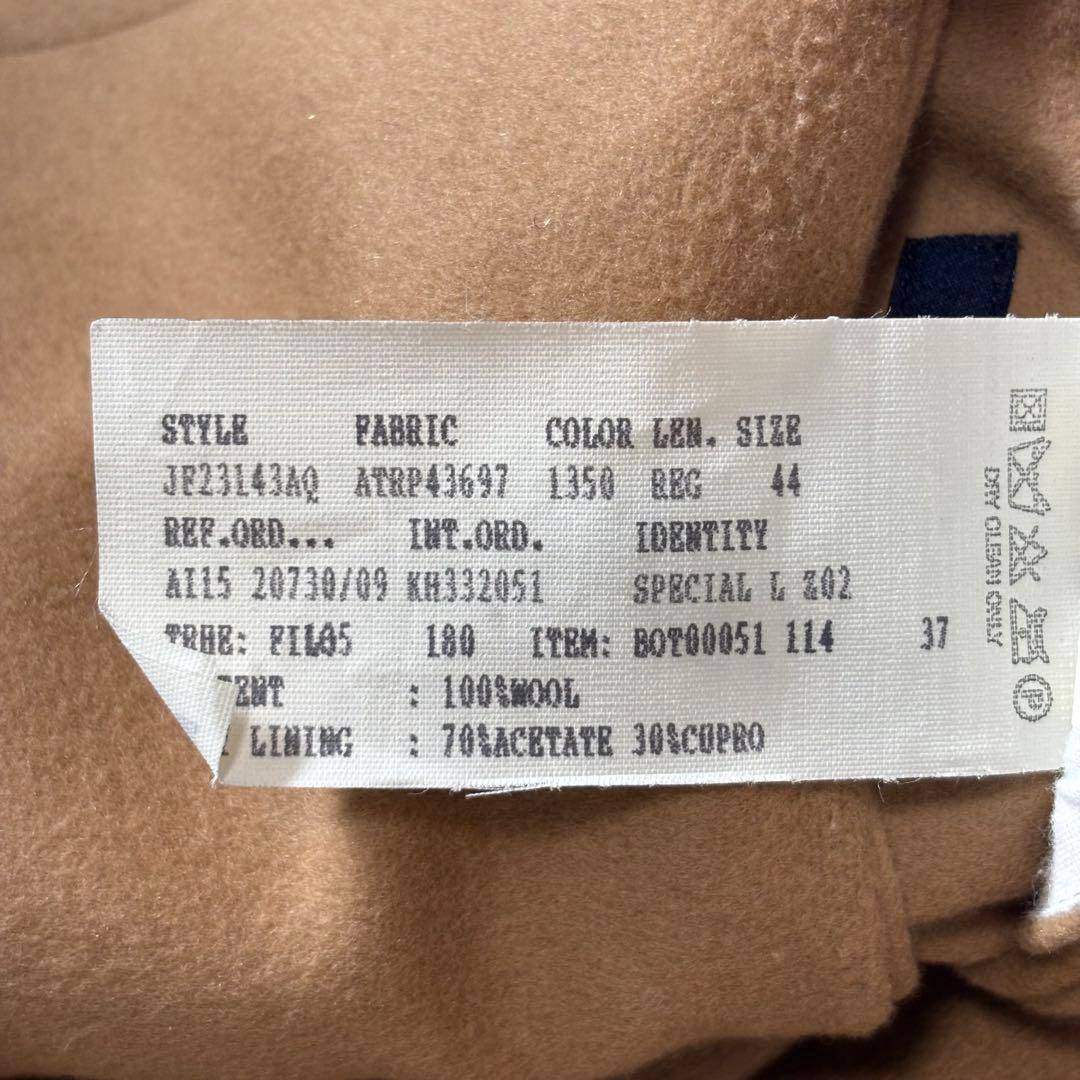 STYLE FABRIC COLOR LEN. SIZE
JF23143AQ ATRP43697 1350 REG 44
REF.ORD... INT.ORD. IDENTITY
AI15 20730/09 KH332051 SPECIAL L %02
180 ITEM: BOT00051 114 37
: 100%WOOL
LINING : 70%ACETATE 30%CUPRO
DRY CLEAN ONLY
P